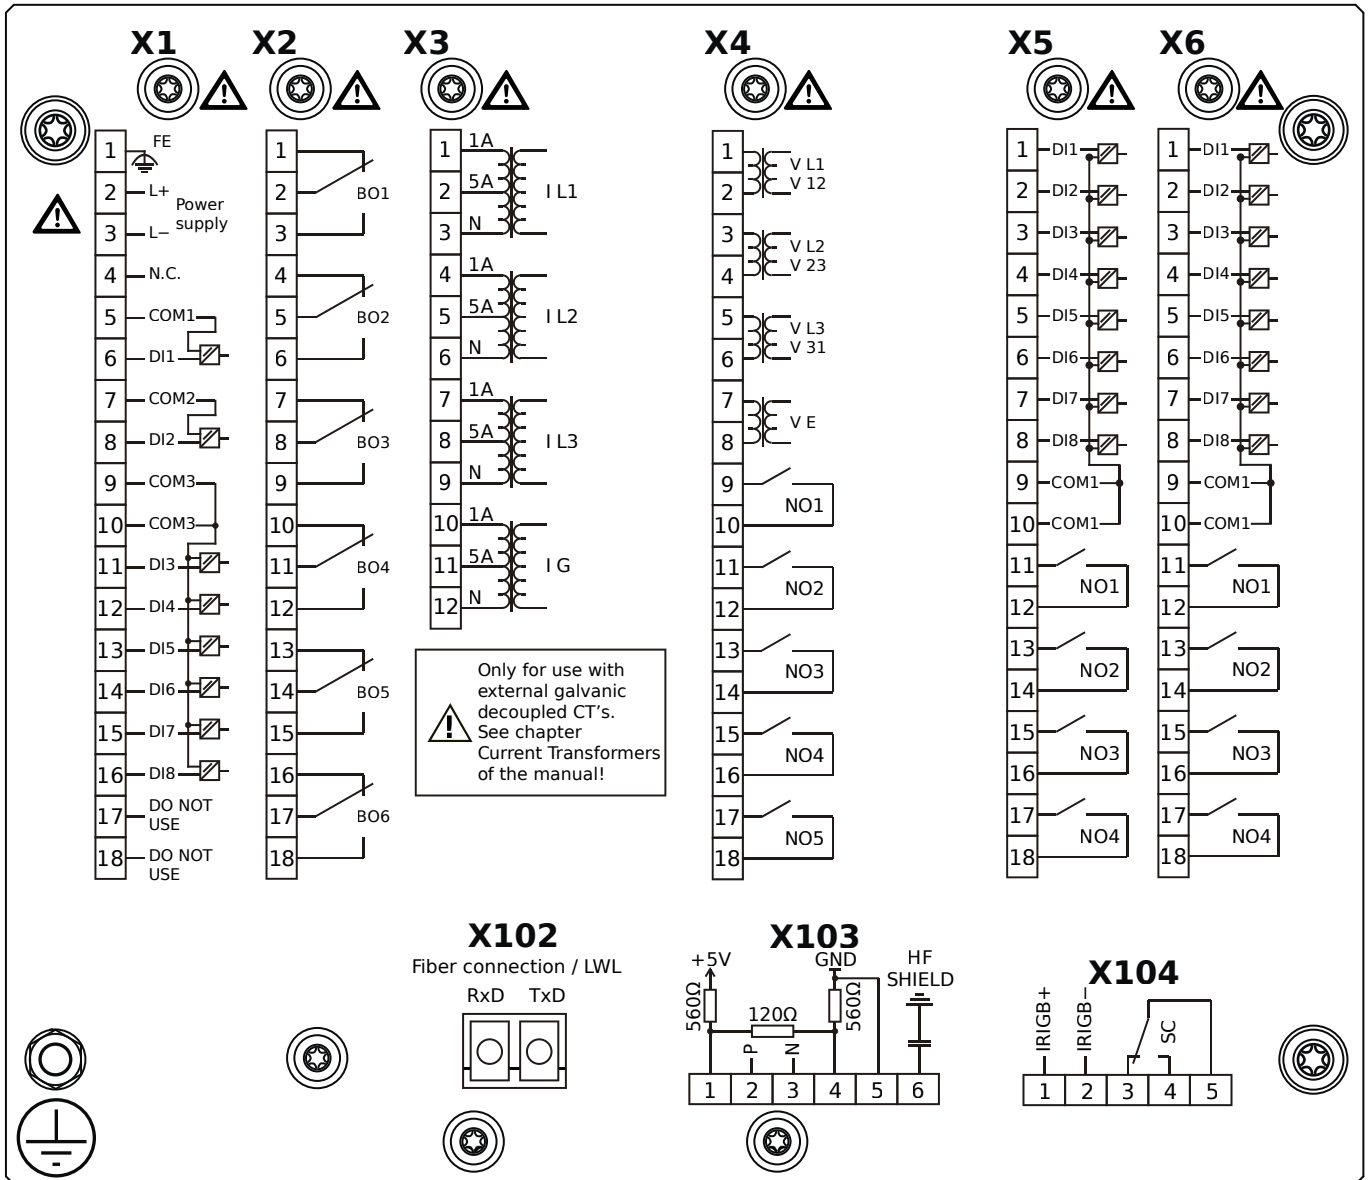 X1 X2 X3 X4 X5 X6
1 FE
2 L+
Power
supply
3 L−
4 N.C.
5 COM1
6 DI1
7 COM2
8 DI2
9 COM3
10 COM3
11 DI3
12 DI4
13 DI5
14 DI6
15 DI7
16 DI8
17 DO NOT
USE
18 DO NOT
USE
1
2 BO1
3
4
5 BO2
6
7
8 BO3
9
10
11 BO4
12
13
14 BO5
15
16
17 BO6
18
1 1A
2 5A I L1
3 N
4 1A
5 5A I L2
6 N
7 1A
8 5A I L3
9 N
10 1A
11 5A I G
12 N
Only for use with
external galvanic
decoupled CT's.
See chapter
Current Transformers
of the manual!
1 V L1
2 V 12
3 V L2
4 V 23
5 V L3
6 V 31
7
V E
8
9
NO1
10
11
NO2
12
13
NO3
14
15
NO4
16
17
NO5
18
1 DI1
2 DI2
3 DI3
4 DI4
5 DI5
6 DI6
7 DI7
8 DI8
9 COM1
10 COM1
11
NO1
12
13
NO2
14
15
NO3
16
17
NO4
18
1 DI1
2 DI2
3 DI3
4 DI4
5 DI5
6 DI6
7 DI7
8 DI8
9 COM1
10 COM1
11
NO1
12
13
NO2
14
15
NO3
16
17
NO4
18
X102
Fiber connection / LWL
RxD TxD
X103
+5V GND HF
SHIELD
560Ω 120Ω 560Ω
P N
1 2 3 4 5 6
X104
IRIGB+ IRIGB− SC
1 2 3 4 5